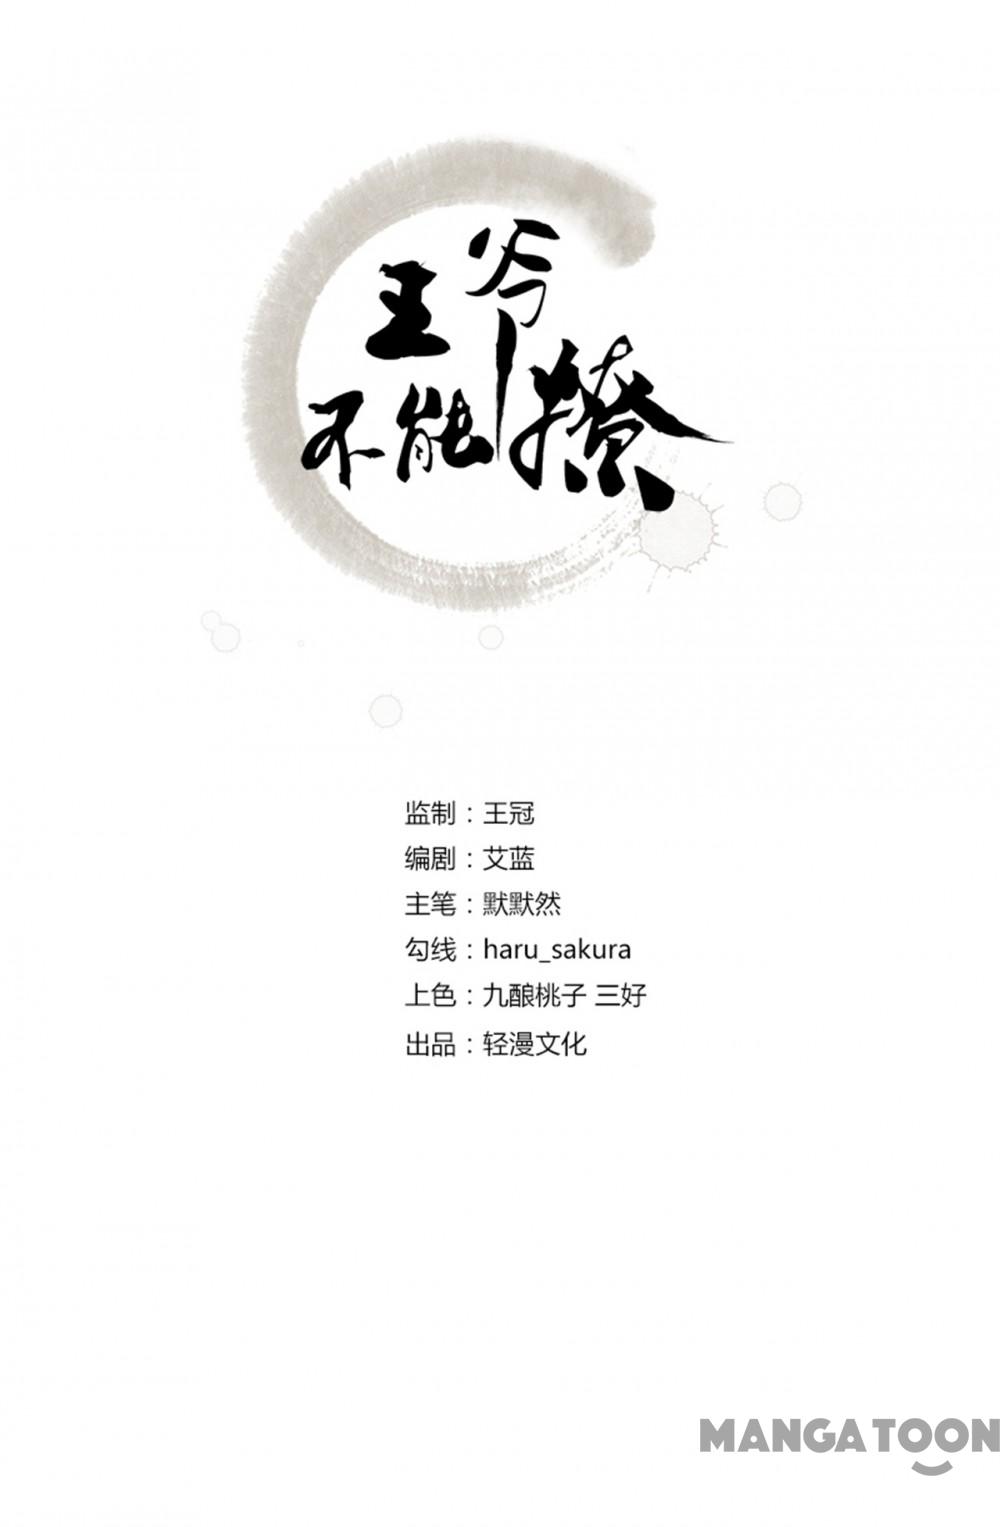 王爷
不能撩
监制：王冠
编剧：艾蓝
主笔：默默然
勾线：haru_sakura
上色：九酿桃子 三好
出品：轻漫文化
MANGATOON